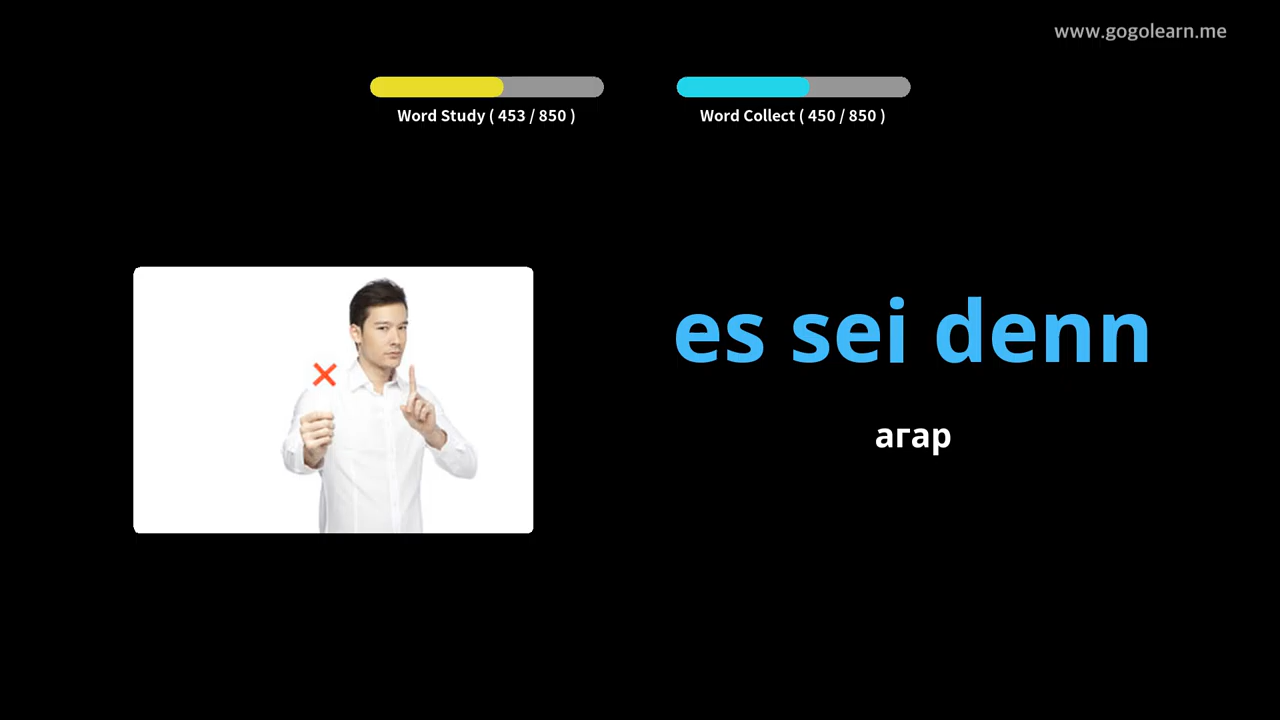 www.gogolearn.me
Word Study ( 453 / 850 )
Word Collect ( 450 / 850 )
es sei denn
агар